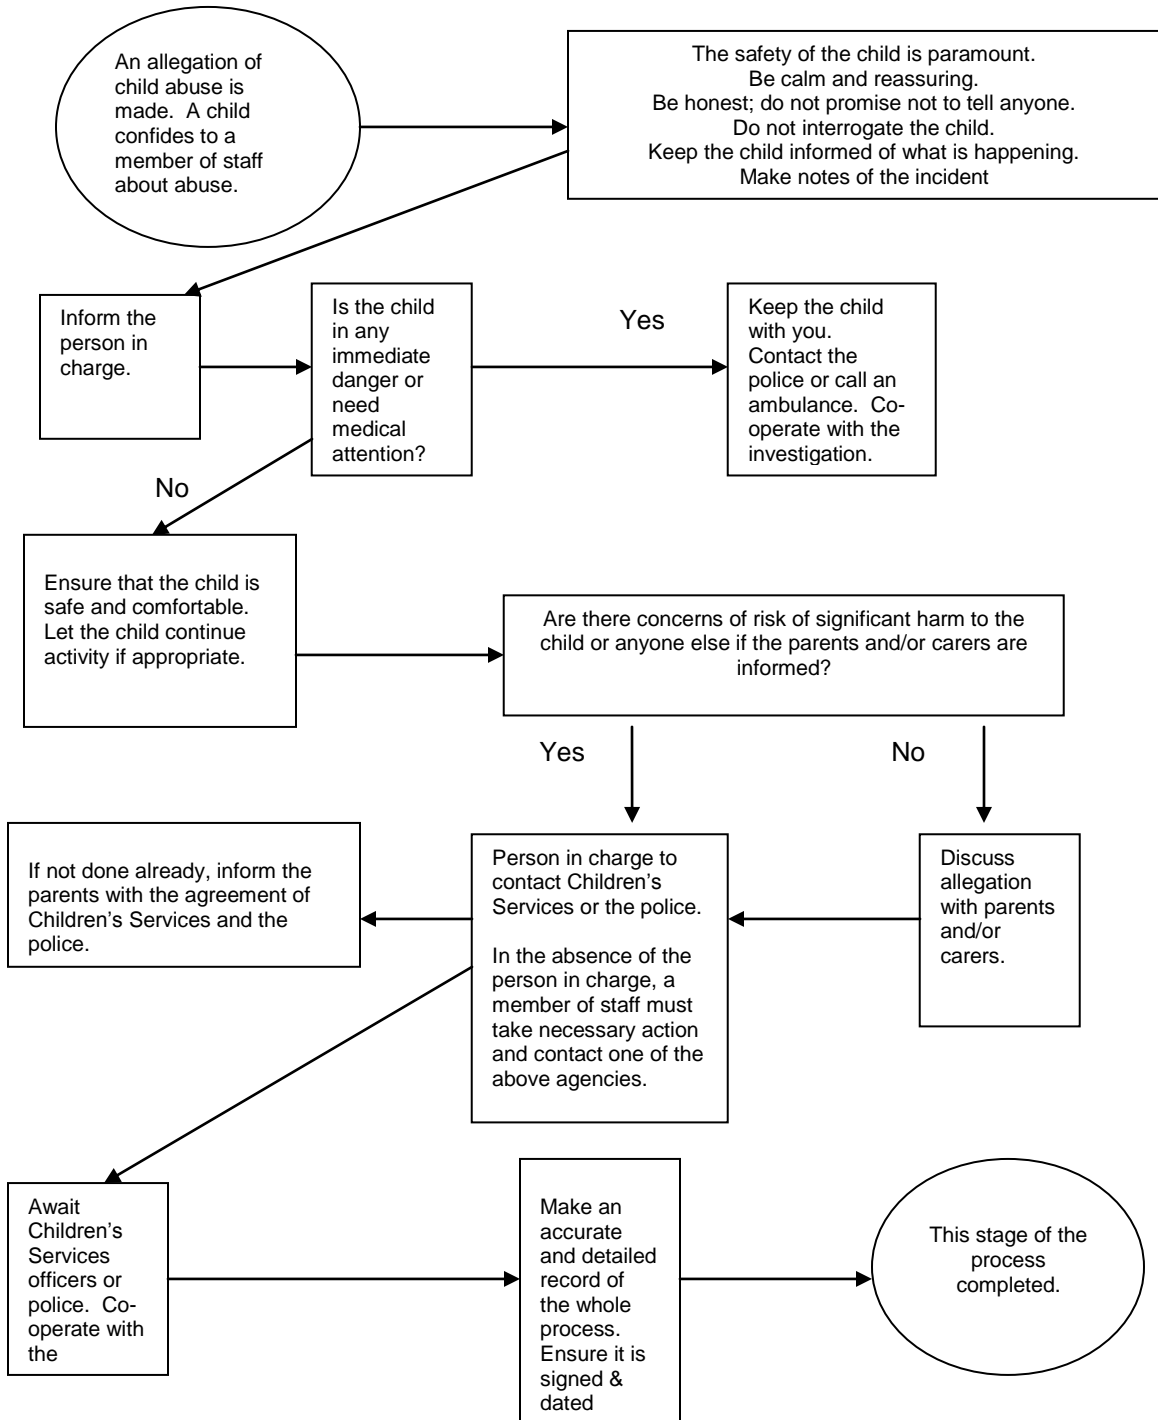 An allegation of
child abuse is
made.  A child
confides to a
member of staff
about abuse.
The safety of the child is paramount.
Be calm and reassuring.
Be honest; do not promise not to tell anyone.
Do not interrogate the child.
Keep the child informed of what is happening.
Make notes of the incident
Inform the
person in
charge.
Is the child
in any
immediate
danger or
need
medical
attention?
Yes
Keep the child
with you.
Contact the
police or call an
ambulance.  Co-
operate with the
investigation.
No
Ensure that the child is
safe and comfortable.
Let the child continue
activity if appropriate.
Are there concerns of risk of significant harm to the
child or anyone else if the parents and/or carers are
informed?
Yes
No
If not done already, inform the
parents with the agreement of
Children’s Services and the
police.
Person in charge to
contact Children’s
Services or the police.
In the absence of the
person in charge, a
member of staff must
take necessary action
and contact one of the
above agencies.
Discuss
allegation
with parents
and/or
carers.
Await
Children’s
Services
officers or
police.  Co-
operate with
the
Make an
accurate
and detailed
record of
the whole
process.
Ensure it is
signed &
dated
This stage of the
process
completed.